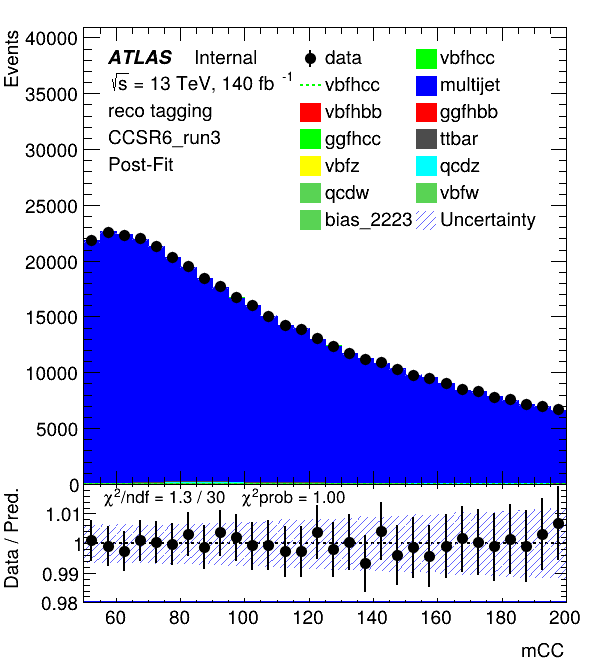 Events
40000
35000
30000
25000
20000
15000
10000
5000
0
ATLAS Internal
√s = 13 TeV, 140 fb⁻¹
reco tagging
CCSR6_run3
Post-Fit
data
vbfhcc
vbfhbb
ggfhcc
vbfz
qcdw
bias_2223
vbfhcc
multijet
ggfhbb
ttbar
qcdz
vbfw
Uncertainty
χ²/ndf = 1.3 / 30 χ²prob = 1.00
Data / Pred.
1.01
1
0.99
0.98
60 80 100 120 140 160 180 200
mCC